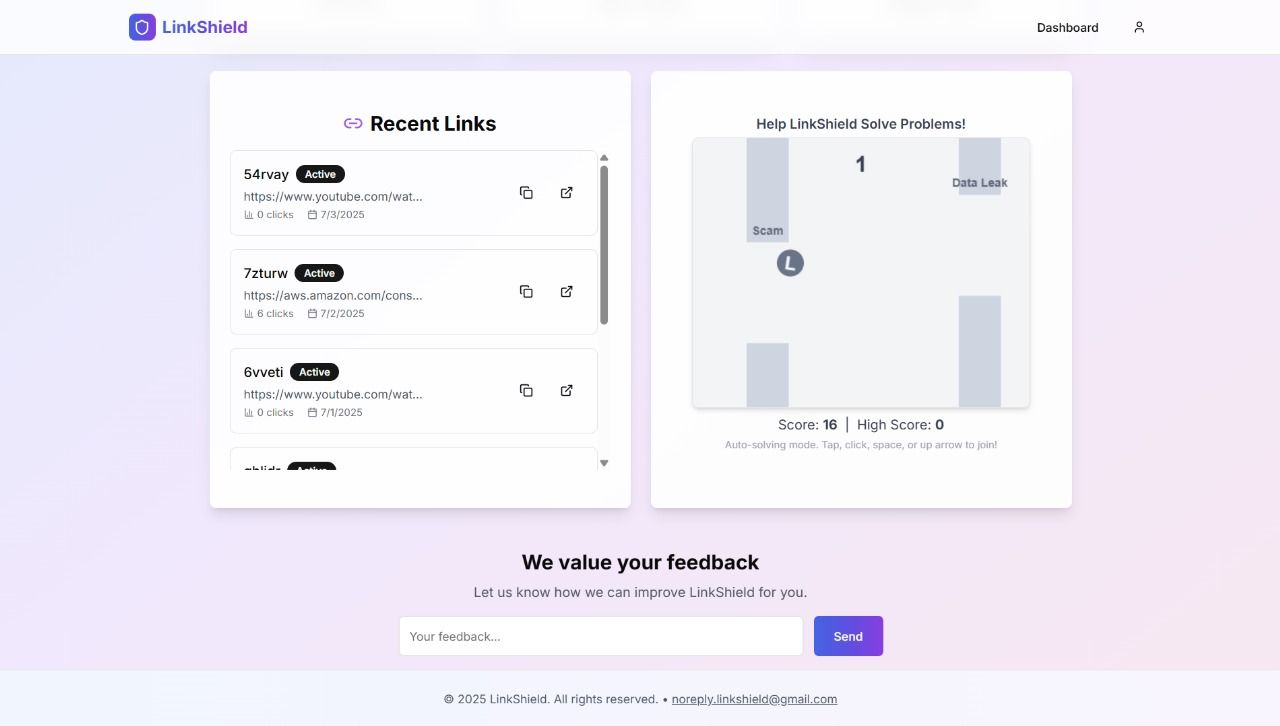 LinkShield
Dashboard
Recent Links
54rvay Active
https://www.youtube.com/wat...
0 clicks 7/3/2025
7zturw Active
https://aws.amazon.com/cons...
6 clicks 7/2/2025
6vveti Active
https://www.youtube.com/wat...
0 clicks 7/1/2025
Active
Help LinkShield Solve Problems!
1
Data Leak
Scam
L
Score: 16 | High Score: 0
Auto-solving mode. Tap, click, space, or up arrow to join!
We value your feedback
Let us know how we can improve LinkShield for you.
Your feedback...
Send
© 2025 LinkShield. All rights reserved. • noreply.linkshield@gmail.com